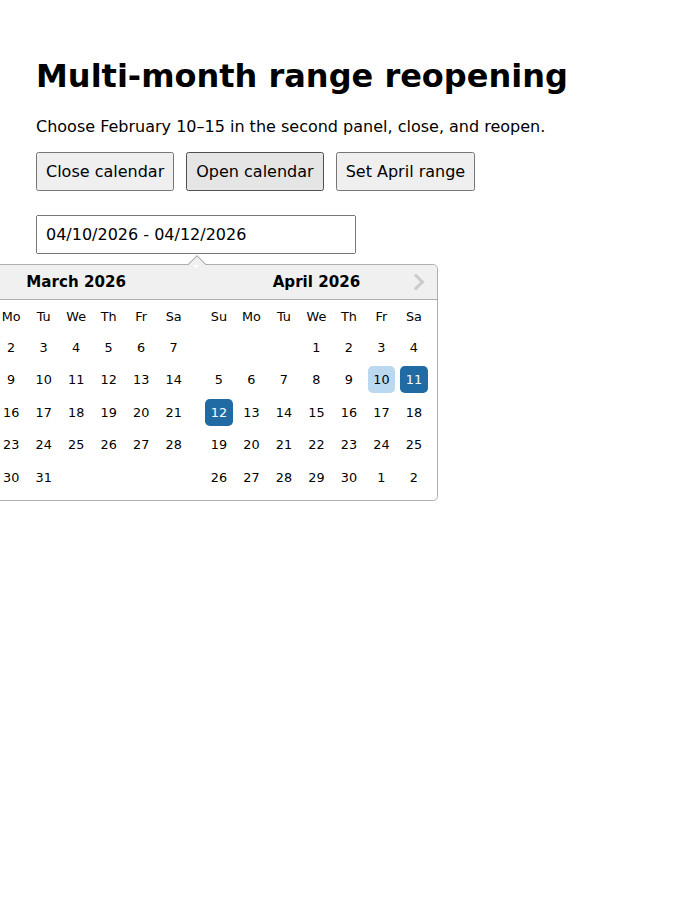 Multi-month range reopening
Choose February 10–15 in the second panel, close, and reopen.
Close calendar Open calendar Set April range
04/10/2026 - 04/12/2026
March 2026 April 2026
Mo Tu We Th Fr Sa Su Mo Tu We Th Fr Sa
2 3 4 5 6 7 1 2 3 4
9 10 11 12 13 14 5 6 7 8 9 10 11
16 17 18 19 20 21 12 13 14 15 16 17 18
23 24 25 26 27 28 19 20 21 22 23 24 25
30 31 26 27 28 29 30 1 2